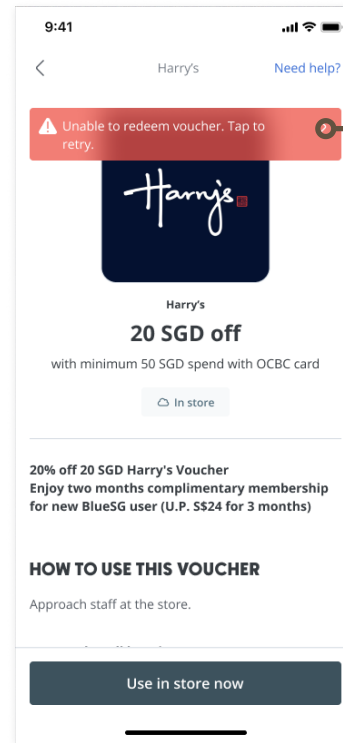 9:41
Harry's
Need help?
Unable to redeem voucher. Tap to
retry.
Harry's
Harry's
20 SGD off
with minimum 50 SGD spend with OCBC card
In store
20% off 20 SGD Harry's Voucher
Enjoy two months complimentary membership
for new BlueSG user (U.P. S$24 for 3 months)
HOW TO USE THIS VOUCHER
Approach staff at the store.
Use in store now